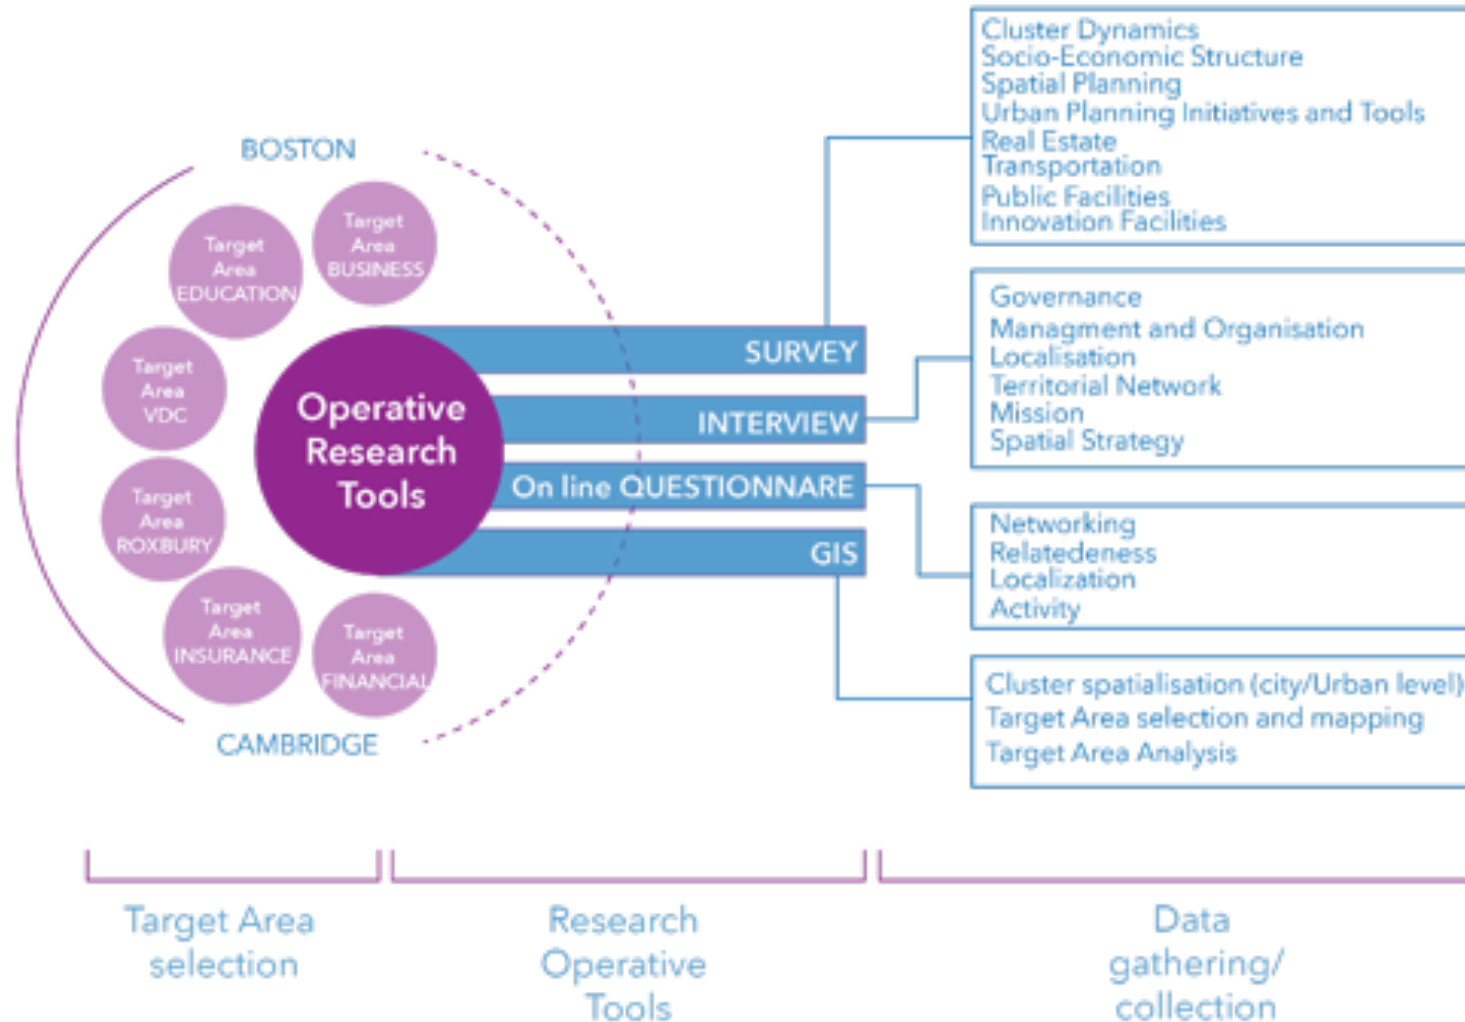 BOSTON
Target
Area
BUSINESS
Target
Area
EDUCATION
Target
Area
VDC
Target
Area
ROXBURY
Target
Area
INSURANCE
Target
Area
FINANCIAL
CAMBRIDGE
Operative
Research
Tools
SURVEY
INTERVIEW
On line QUESTIONNARE
GIS
Cluster Dynamics
Socio-Economic Structure
Spatial Planning
Urban Planning Initiatives and Tools
Real Estate
Transportation
Public Facilities
Innovation Facilities
Governance
Managment and Organisation
Localisation
Territorial Network
Mission
Spatial Strategy
Networking
Relatedeness
Localization
Activity
Cluster spatialisation (city/Urban level)
Target Area selection and mapping
Target Area Analysis
Target Area
selection
Research
Operative
Tools
Data
gathering/
collection